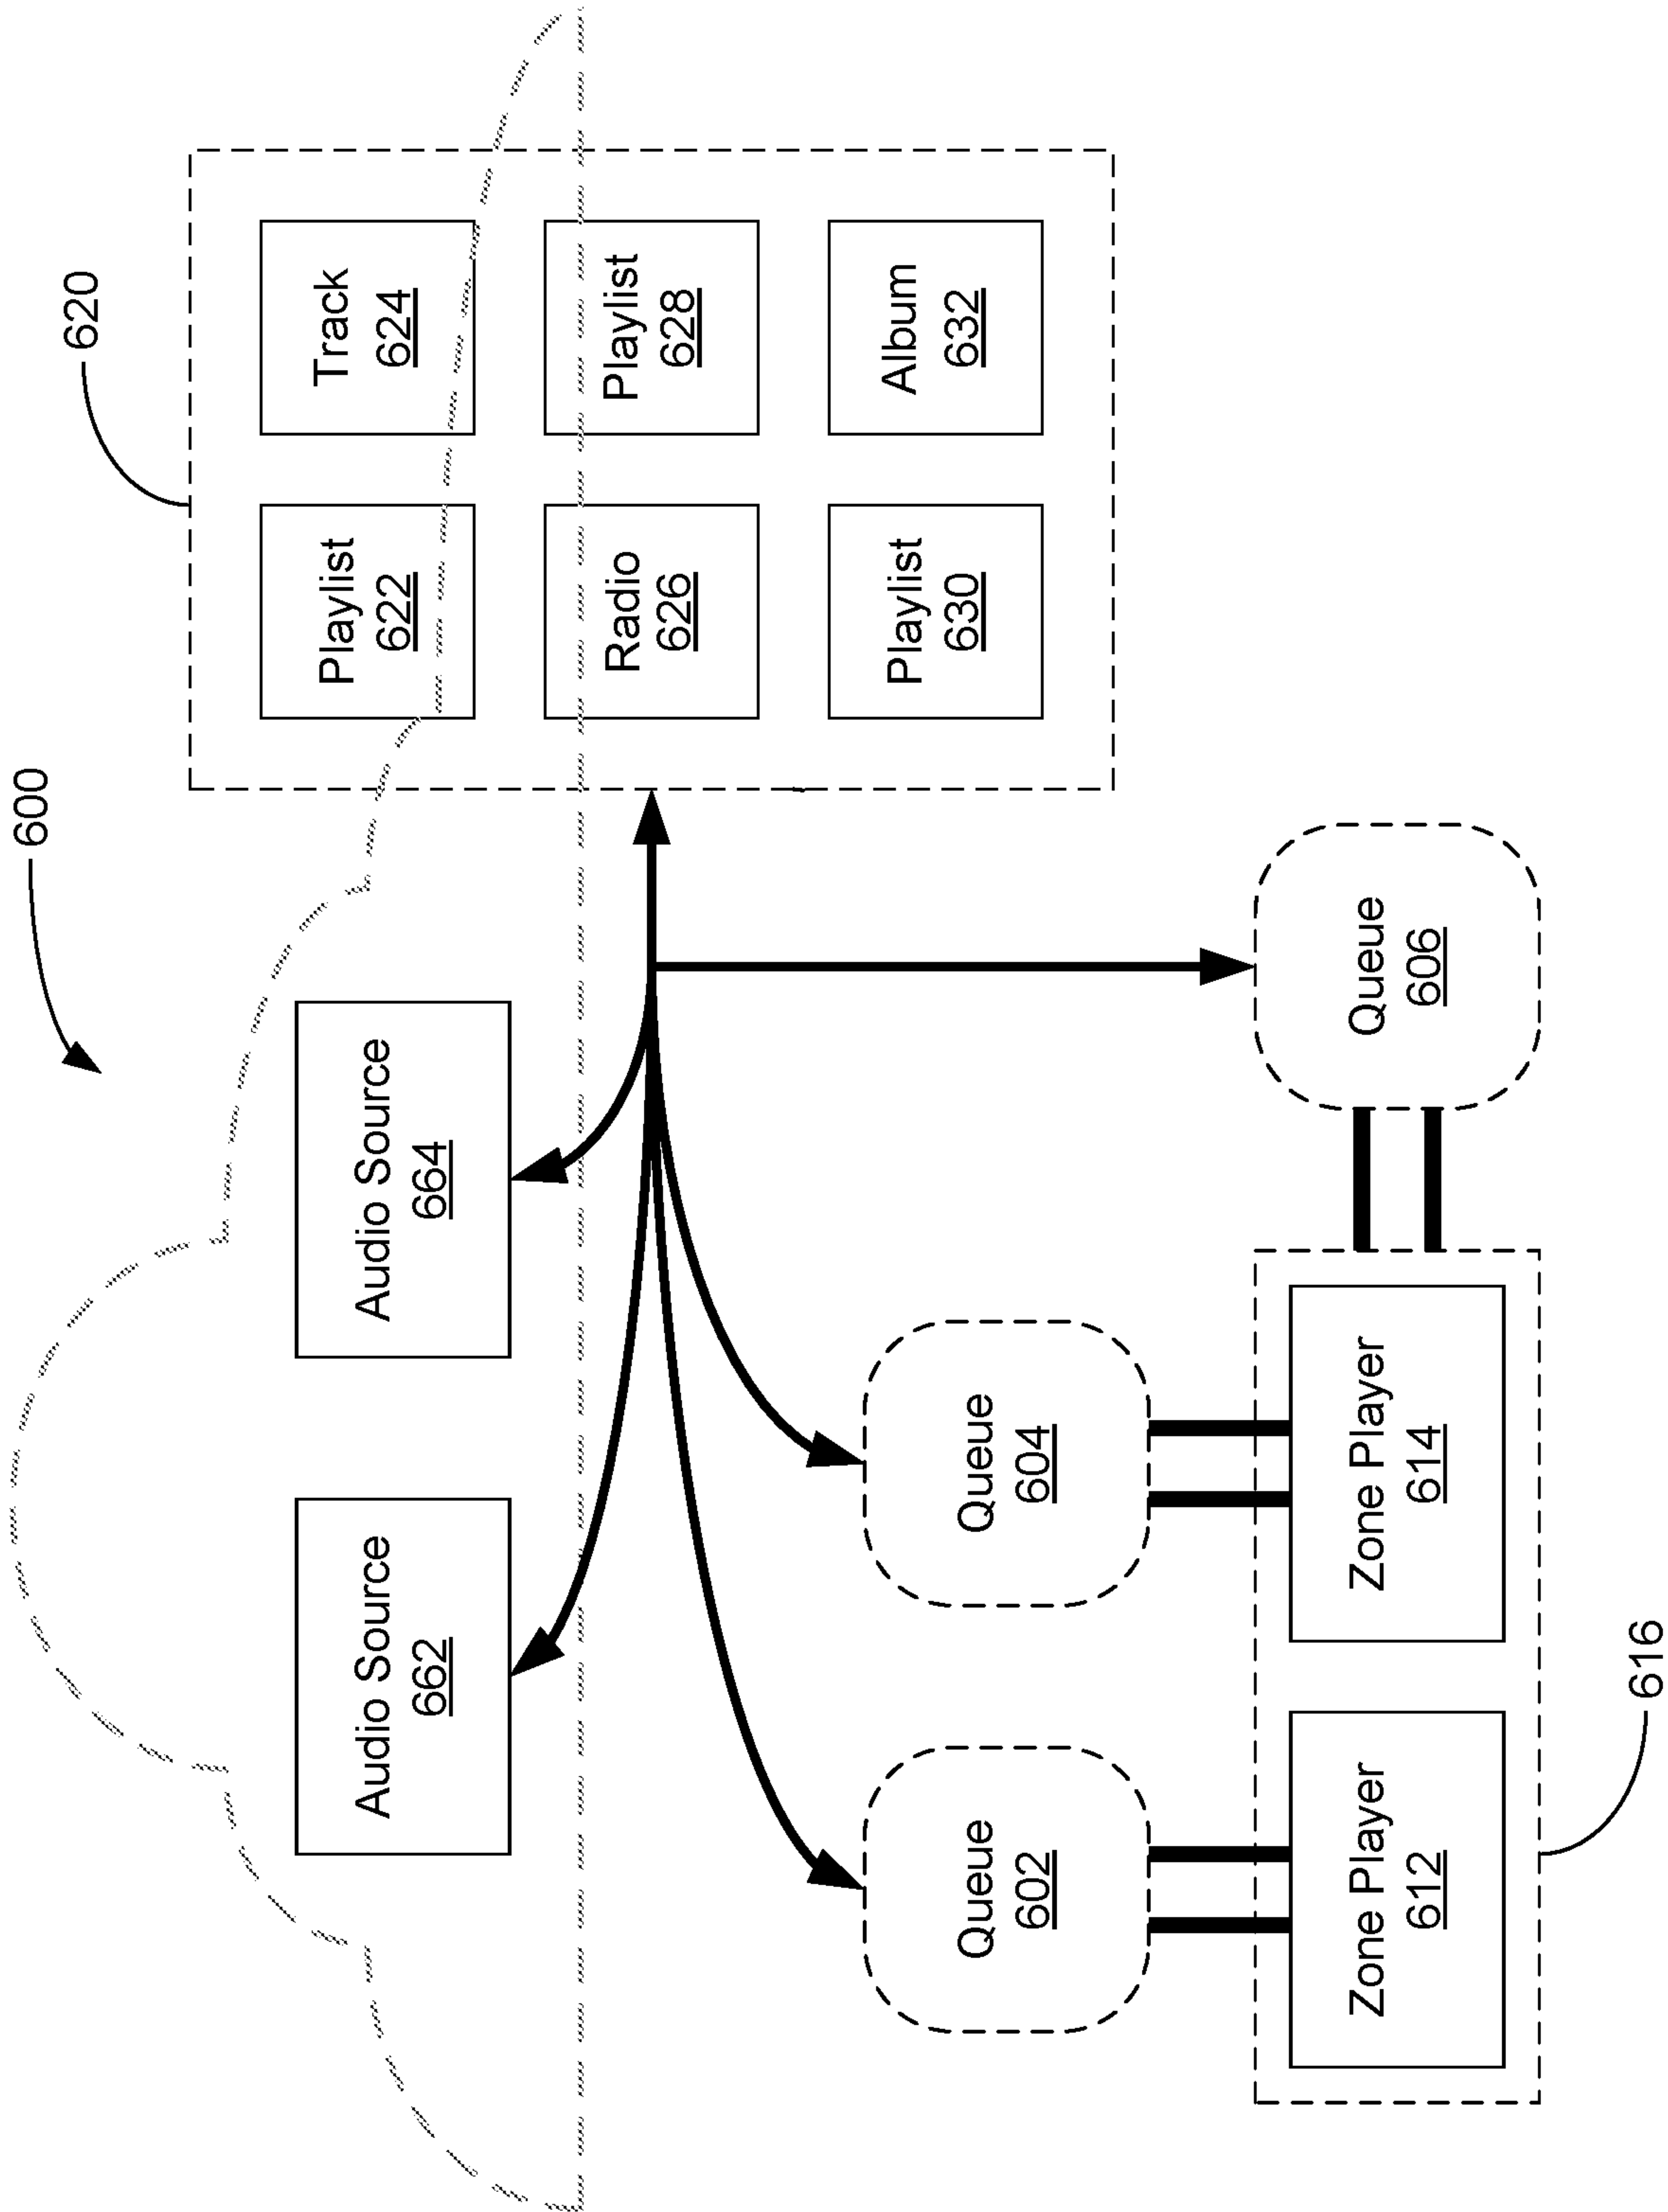 600
620
Audio Source
662
Audio Source
664
Playlist
622
Track
624
Radio
626
Playlist
628
Playlist
630
Album
632
Queue
602
Queue
604
Queue
606
Zone Player
612
Zone Player
614
616